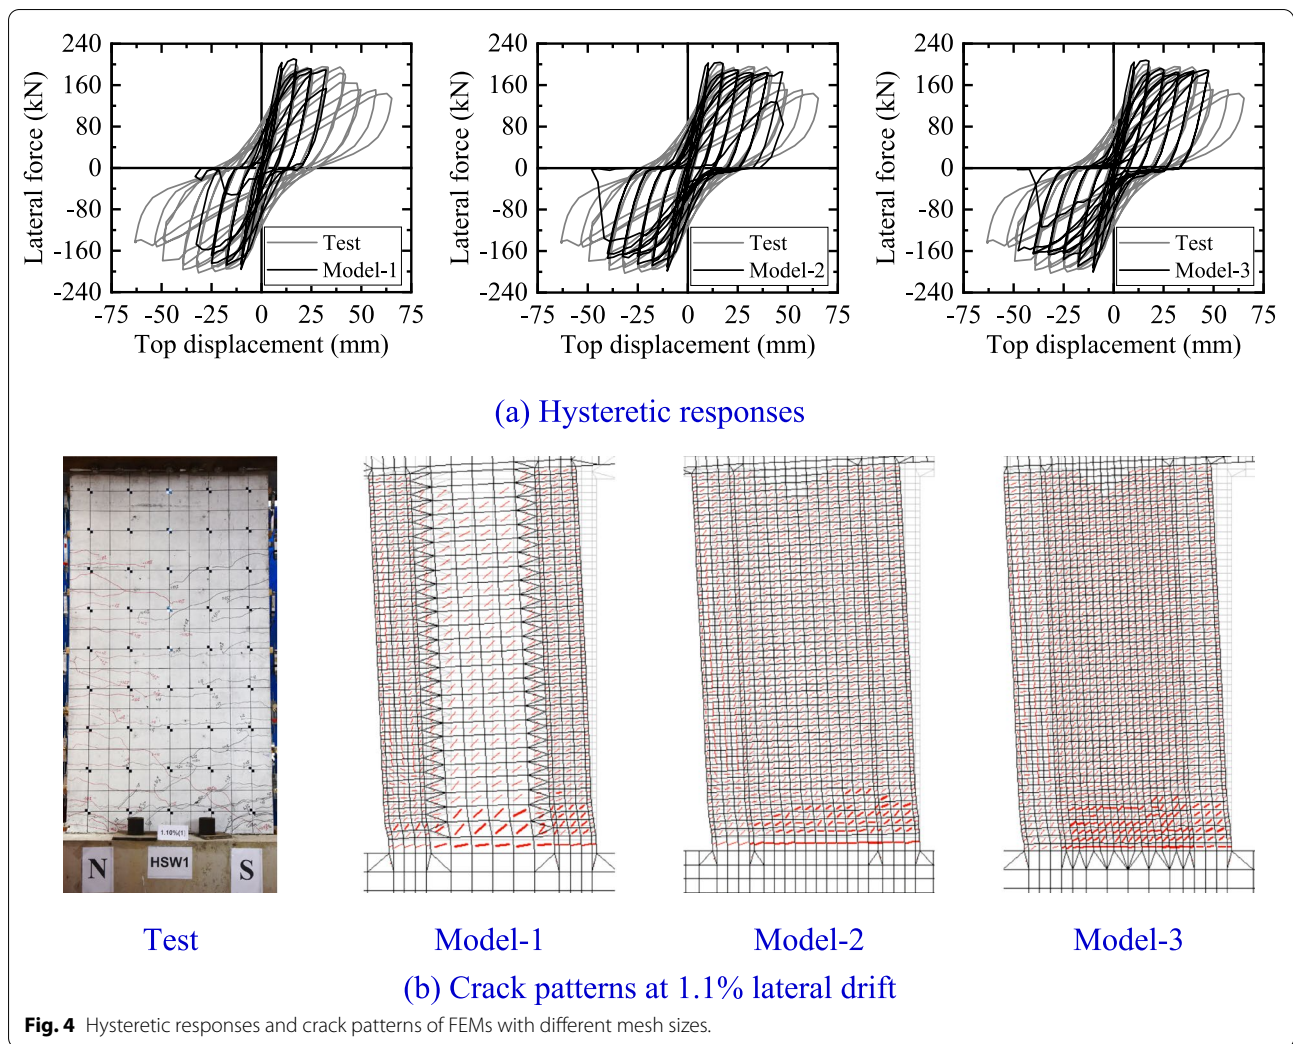 240
160
80
0
-80
-160
-240
Lateral force (kN)
Test
Model-1
-75 -50 -25 0 25 50 75
Top displacement (mm)
240
160
80
0
-80
-160
-240
Lateral force (kN)
Test
Model-2
-75 -50 -25 0 25 50 75
Top displacement (mm)
240
160
80
0
-80
-160
-240
Lateral force (kN)
Test
Model-3
-75 -50 -25 0 25 50 75
Top displacement (mm)
(a) Hysteretic responses
1.10%(1)
N
HSW1
S
Test
Model-1
Model-2
Model-3
(b) Crack patterns at 1.1% lateral drift
Fig. 4 Hysteretic responses and crack patterns of FEMs with different mesh sizes.